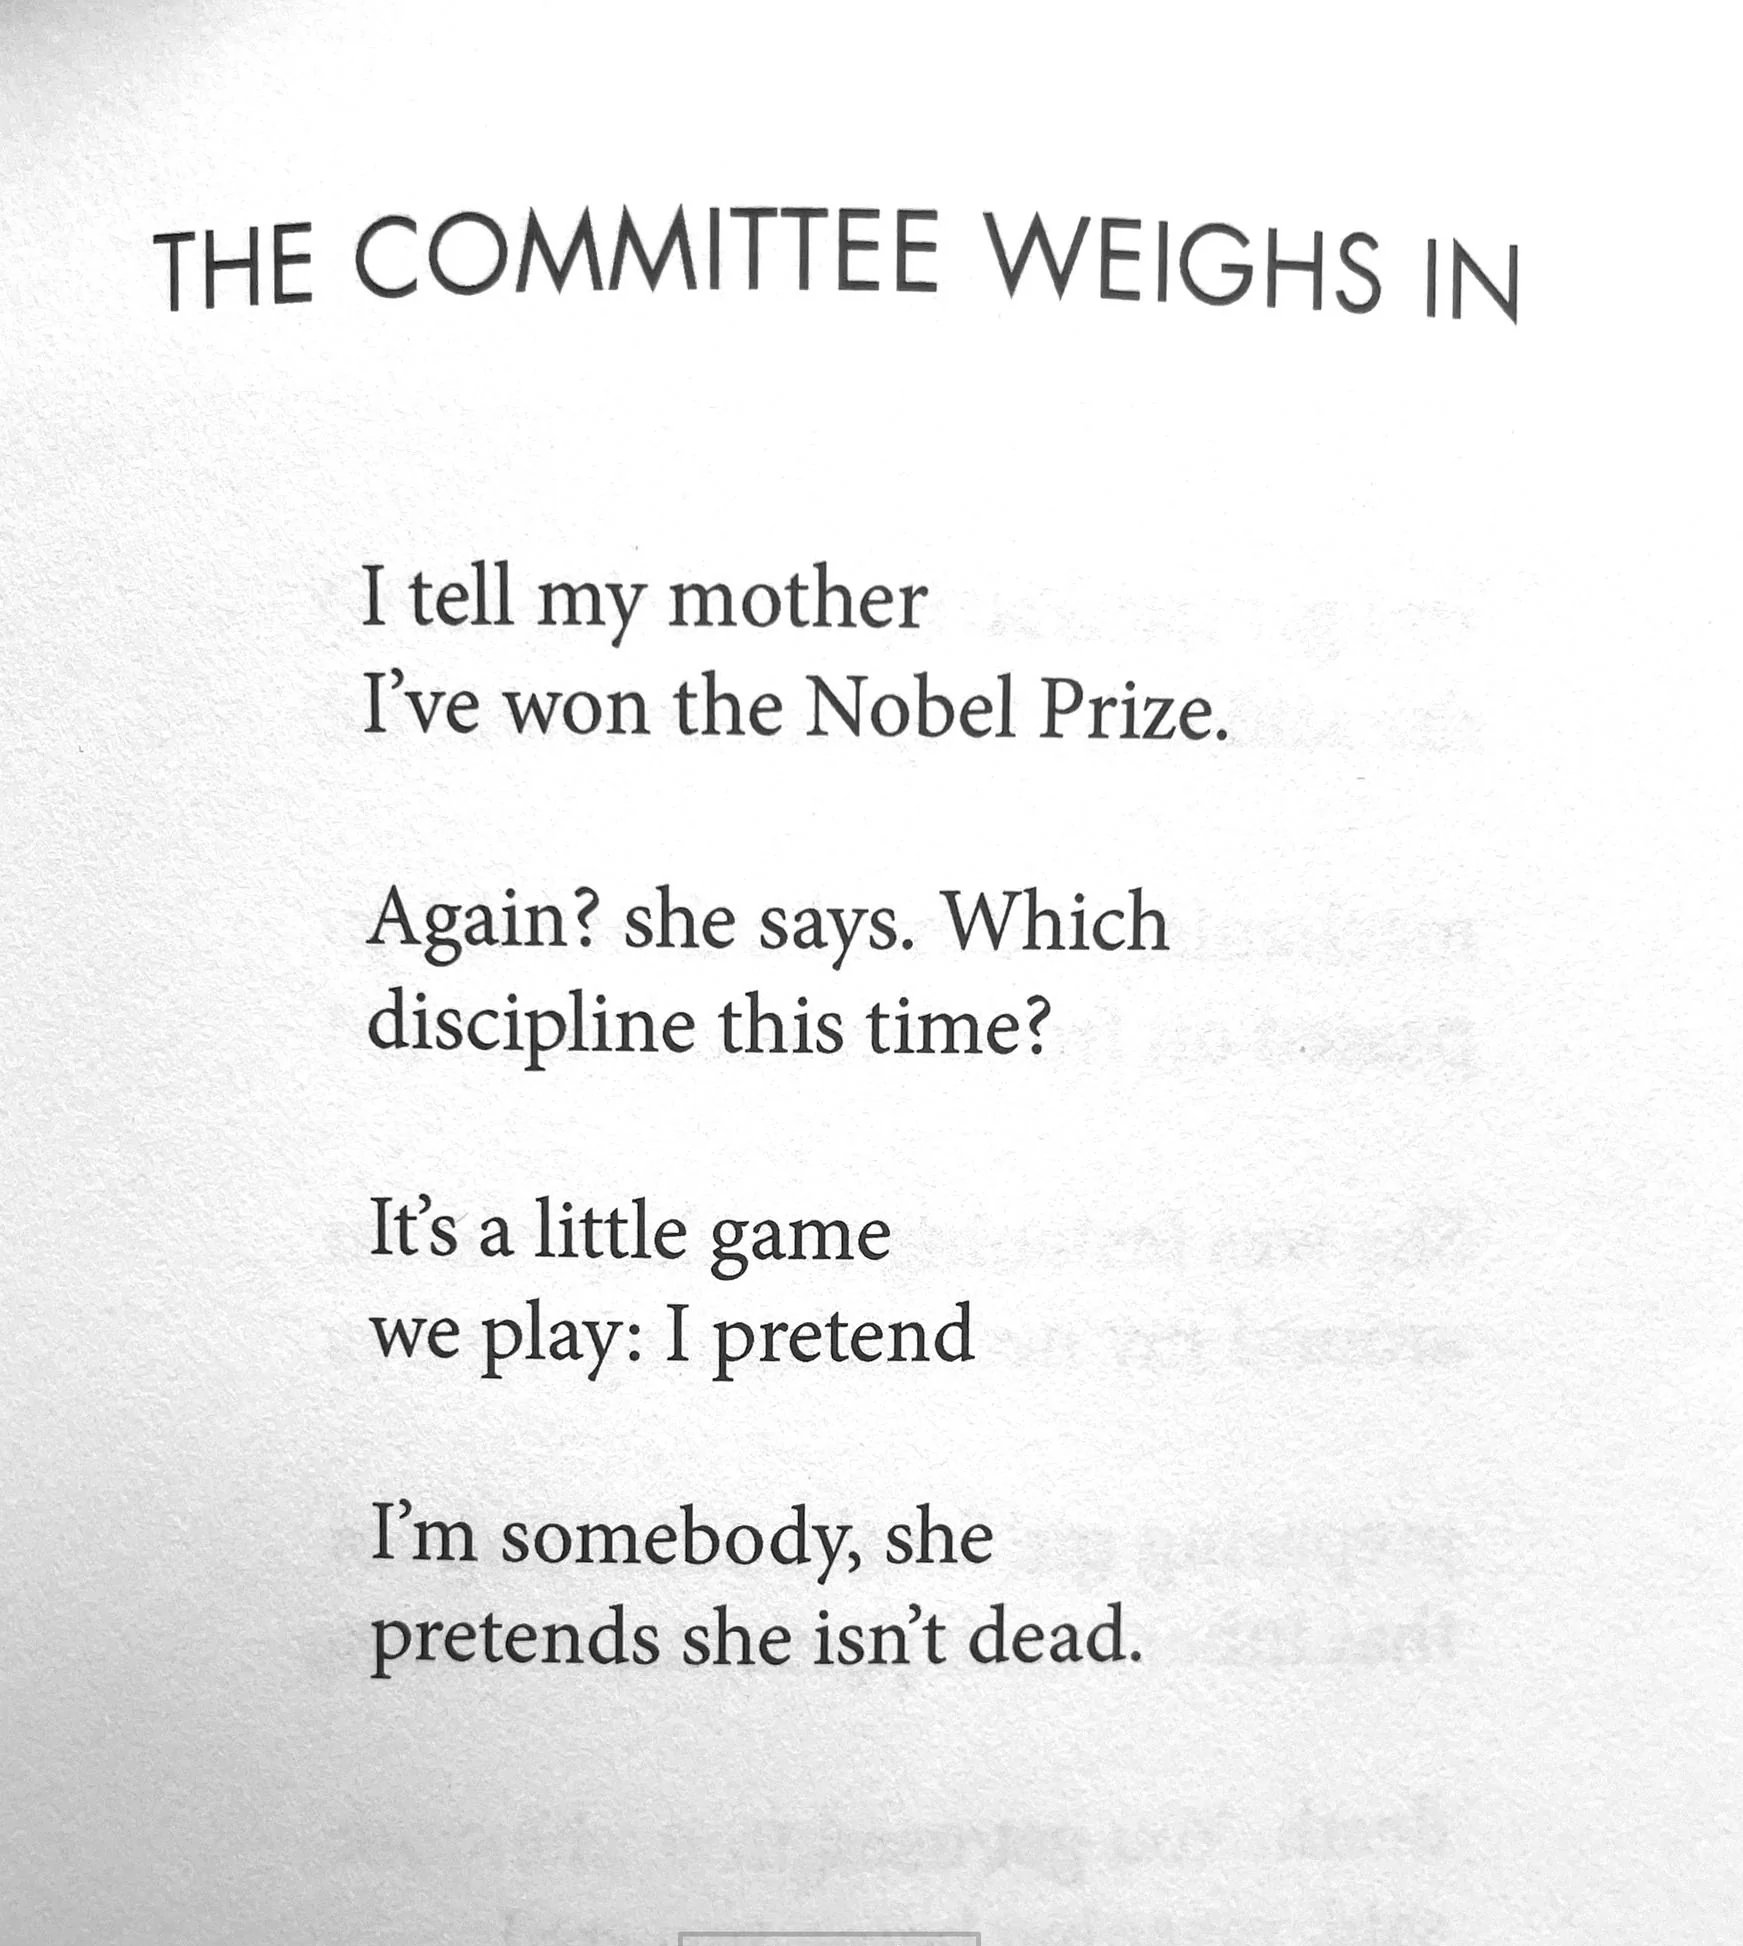 THE COMMITTEE WEIGHS IN
I tell my mother
I've won the Nobel Prize.
Again? she says. Which
discipline this time?
It's a little game
we play: I pretend
I'm somebody, she
pretends she isn't dead.